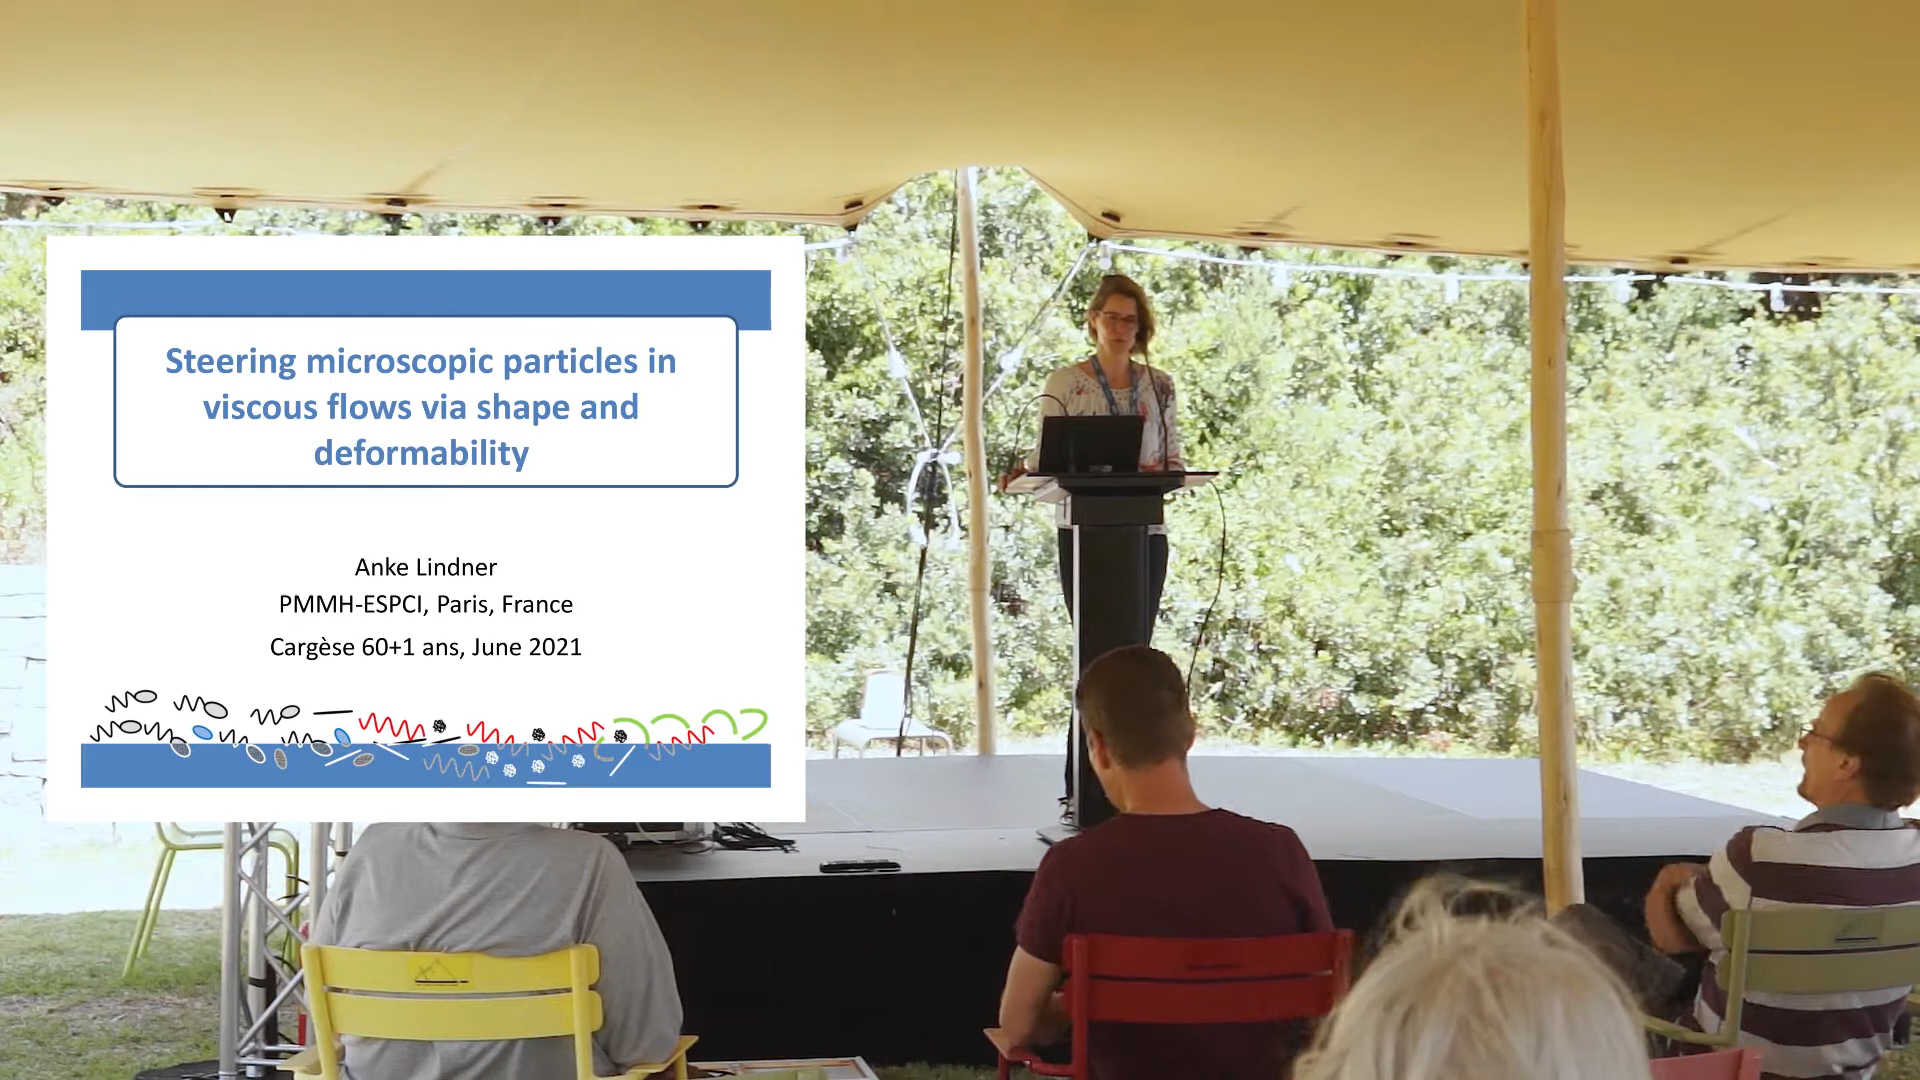 Steering microscopic particles in
viscous flows via shape and
deformability
Anke Lindner
PMMH-ESPCI, Paris, France
Cargèse 60+1 ans, June 2021